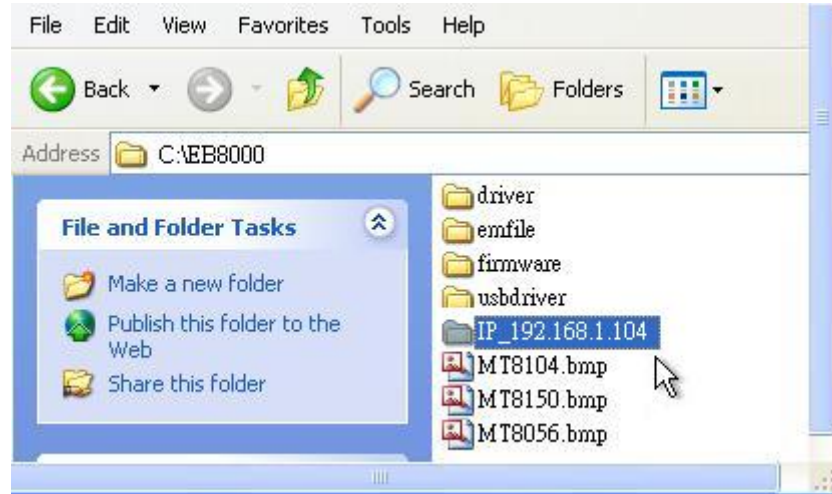 File Edit View Favorites Tools Help
Back Search Folders
Address C:\EB8000
File and Folder Tasks
Make a new folder
Publish this folder to the
Web
Share this folder
driver
emfile
firmware
usbdriver
IP_192.168.1.104
MT8104.bmp
MT8150.bmp
MT8056.bmp